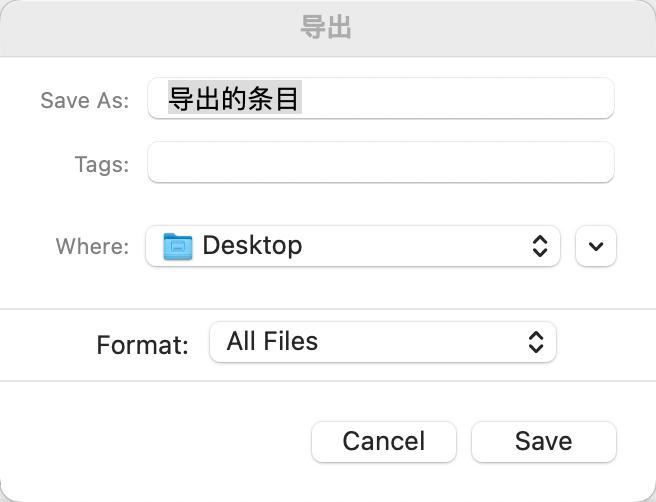 导出
Save As: 导出的条目
Tags:
Where: Desktop
Format: All Files
Cancel Save